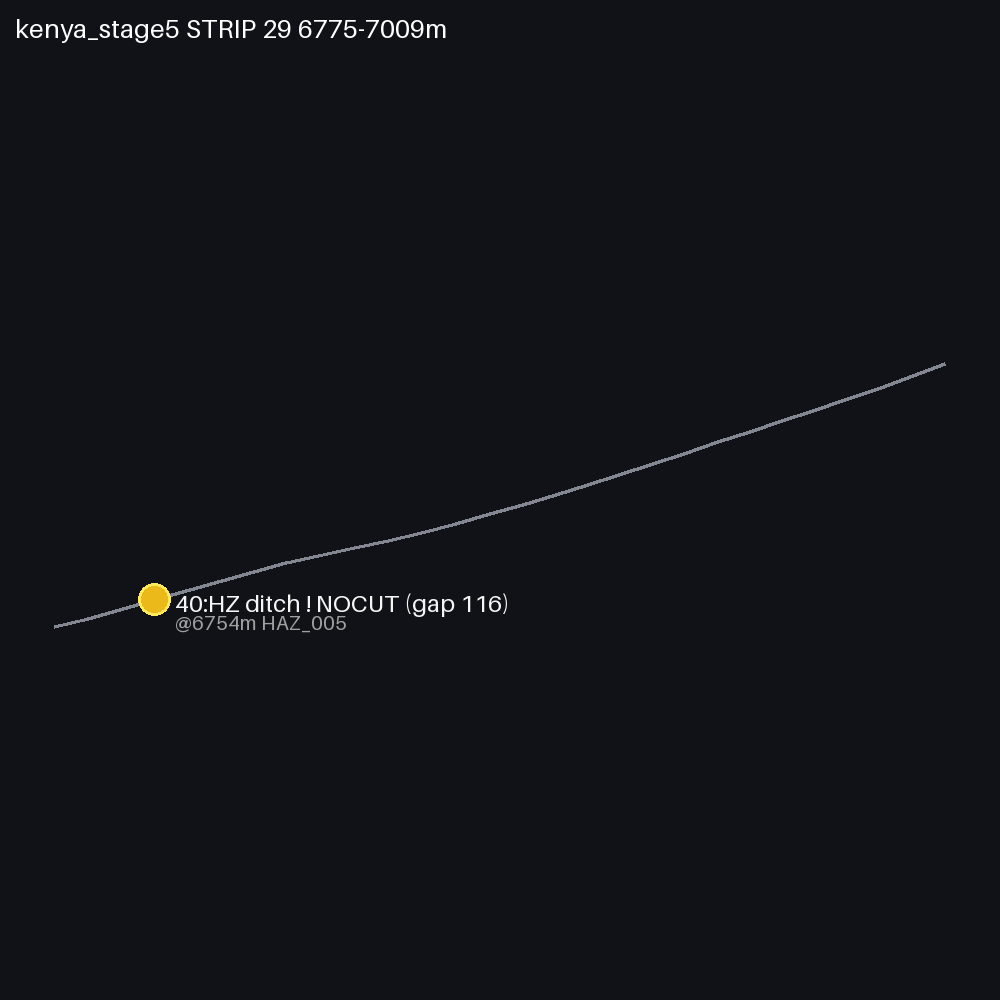 kenya_stage5 STRIP 29 6775-7009m
40:HZ ditch ! NOCUT (gap 116)
@6754m HAZ_005